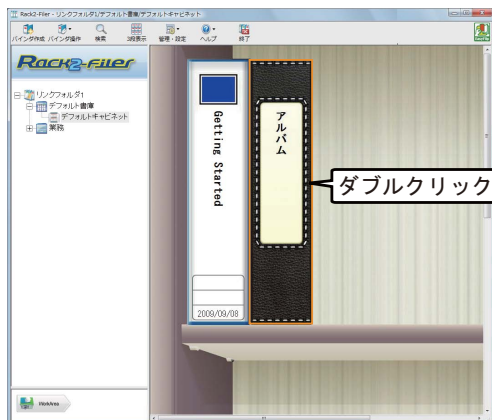 Rack2-Filer - リンクフォルダ1/デフォルト書庫/デフォルトキャビネット
バインダ作成 バインダ操作 検索 3段表示 管理・設定 ヘルプ 終了
Rack2-Filer
リンクフォルダ1
デフォルト書庫
デフォルトキャビネット
業務
Getting Started
2009/09/08
アルバム
ダブルクリック
WorkArea